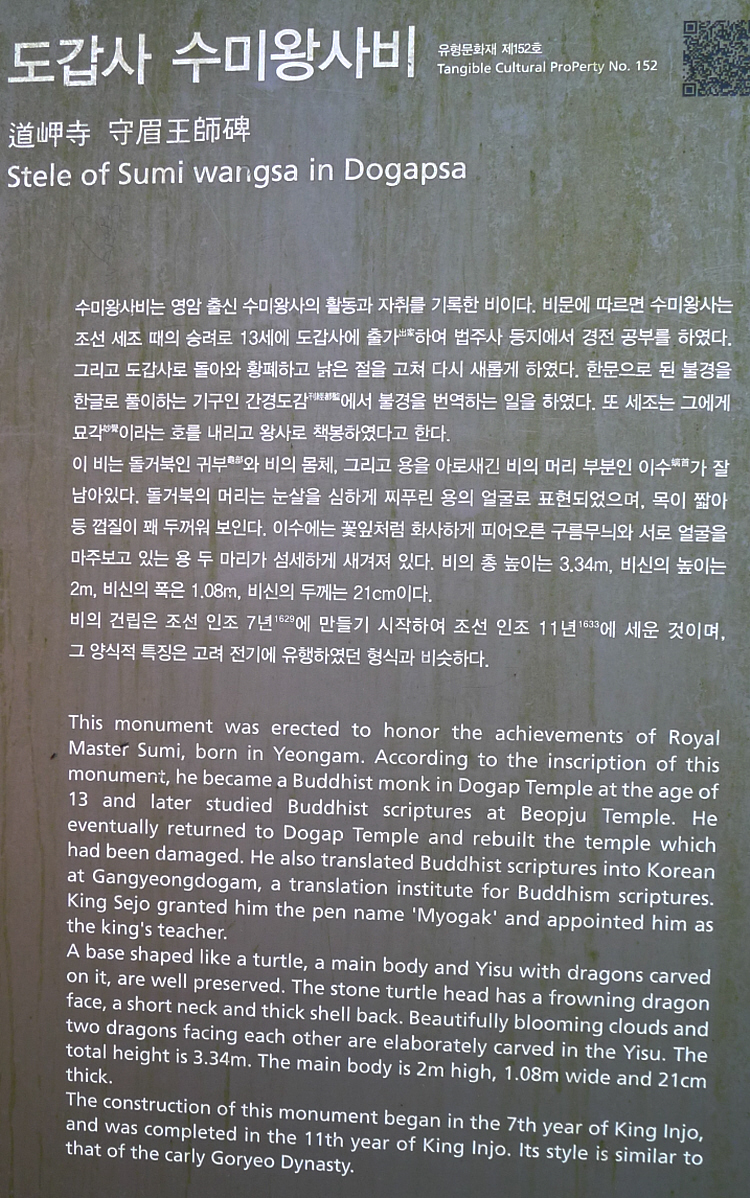 도갑사 수미왕사비
유형문화재 제152호
Tangible Cultural ProPerty No. 152
道岬寺 守眉王師碑
Stele of Sumi wangsa in Dogapsa
수미왕사비는 영암 출신 수미왕사의 활동과 자취를 기록한 비이다. 비문에 따르면 수미왕사는
조선 세조 때의 승려로 13세에 도갑사에 출가出家하여 법주사 등지에서 경전 공부를 하였다.
그리고 도갑사로 돌아와 황폐하고 낡은 절을 고쳐 다시 새롭게 하였다. 한문으로 된 불경을
한글로 풀이하는 기구인 간경도감刊經都監에서 불경을 번역하는 일을 하였다. 또 세조는 그에게
묘각妙覺이라는 호를 내리고 왕사로 책봉하였다고 한다.
이 비는 돌거북인 귀부와 비의 몸체, 그리고 용을 아로새긴 비의 머리 부분인 이수螭首가 잘
남아있다. 돌거북의 머리는 눈살을 심하게 찌푸린 용의 얼굴로 표현되었으며, 목이 짧아
등 껍질이 꽤 두꺼워 보인다. 이수에는 꽃잎처럼 화사하게 피어오른 구름무늬와 서로 얼굴을
마주보고 있는 용 두 마리가 섬세하게 새겨져 있다. 비의 총 높이는 3.34m, 비신의 높이는
2m, 비신의 폭은 1.08m, 비신의 두께는 21cm이다.
비의 건립은 조선 인조 7년1629에 만들기 시작하여 조선 인조 11년1633에 세운 것이며,
그 양식적 특징은 고려 전기에 유행하였던 형식과 비슷하다.
This monument was erected to honor the achievements of Royal
Master Sumi, born in Yeongam. According to the inscription of this
monument, he became a Buddhist monk in Dogap Temple at the age of
13 and later studied Buddhist scriptures at Beopju Temple. He
eventually returned to Dogap Temple and rebuilt the temple which
had been damaged. He also translated Buddhist scriptures into Korean
at Gangyeongdogam, a translation institute for Buddhism scriptures.
King Sejo granted him the pen name 'Myogak' and appointed him as
the king's teacher.
A base shaped like a turtle, a main body and Yisu with dragons carved
on it, are well preserved. The stone turtle head has a frowning dragon
face, a short neck and thick shell back. Beautifully blooming clouds and
two dragons facing each other are elaborately carved in the Yisu. The
total height is 3.34m. The main body is 2m high, 1.08m wide and 21cm
thick.
The construction of this monument began in the 7th year of King Injo,
and was completed in the 11th year of King Injo. Its style is similar to
that of the carly Goryeo Dynasty.